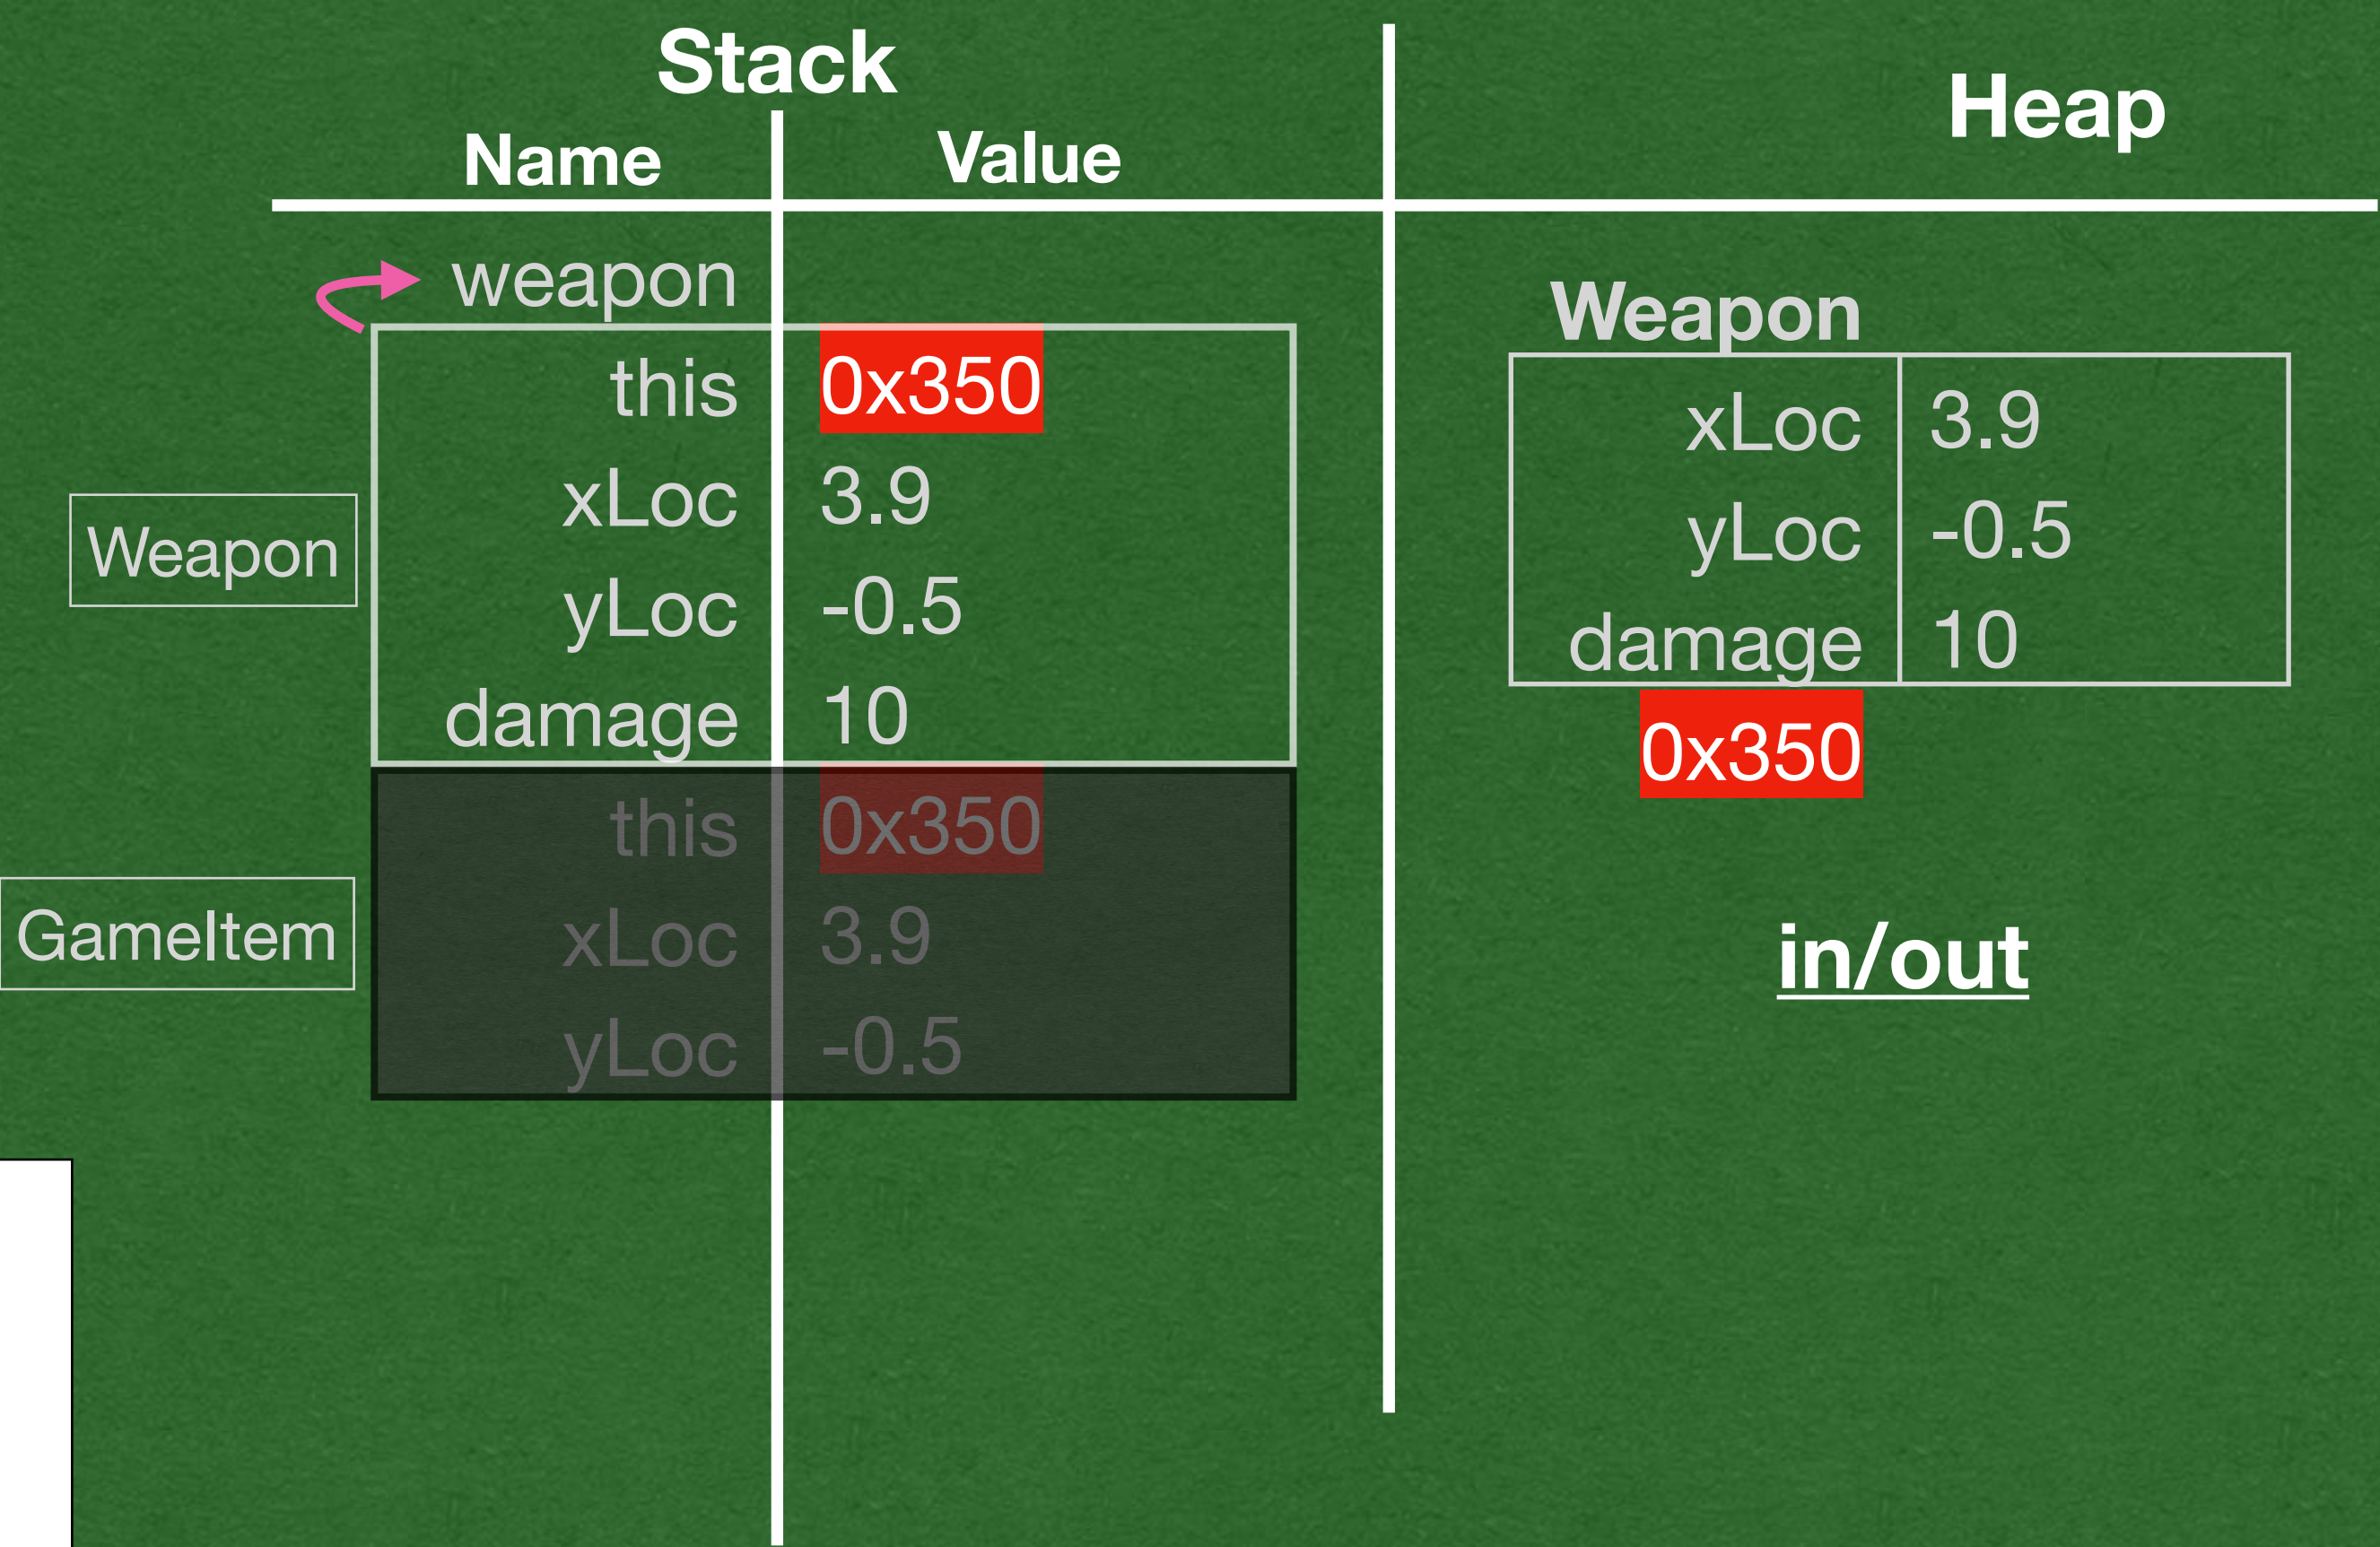 Stack
Heap
Name Value
weapon
Weapon
this 0x350
xLoc 3.9
yLoc -0.5
damage 10
Weapon
xLoc 3.9
yLoc -0.5
damage 10
0x350
GameItem
this 0x350
xLoc 3.9
yLoc -0.5
in/out